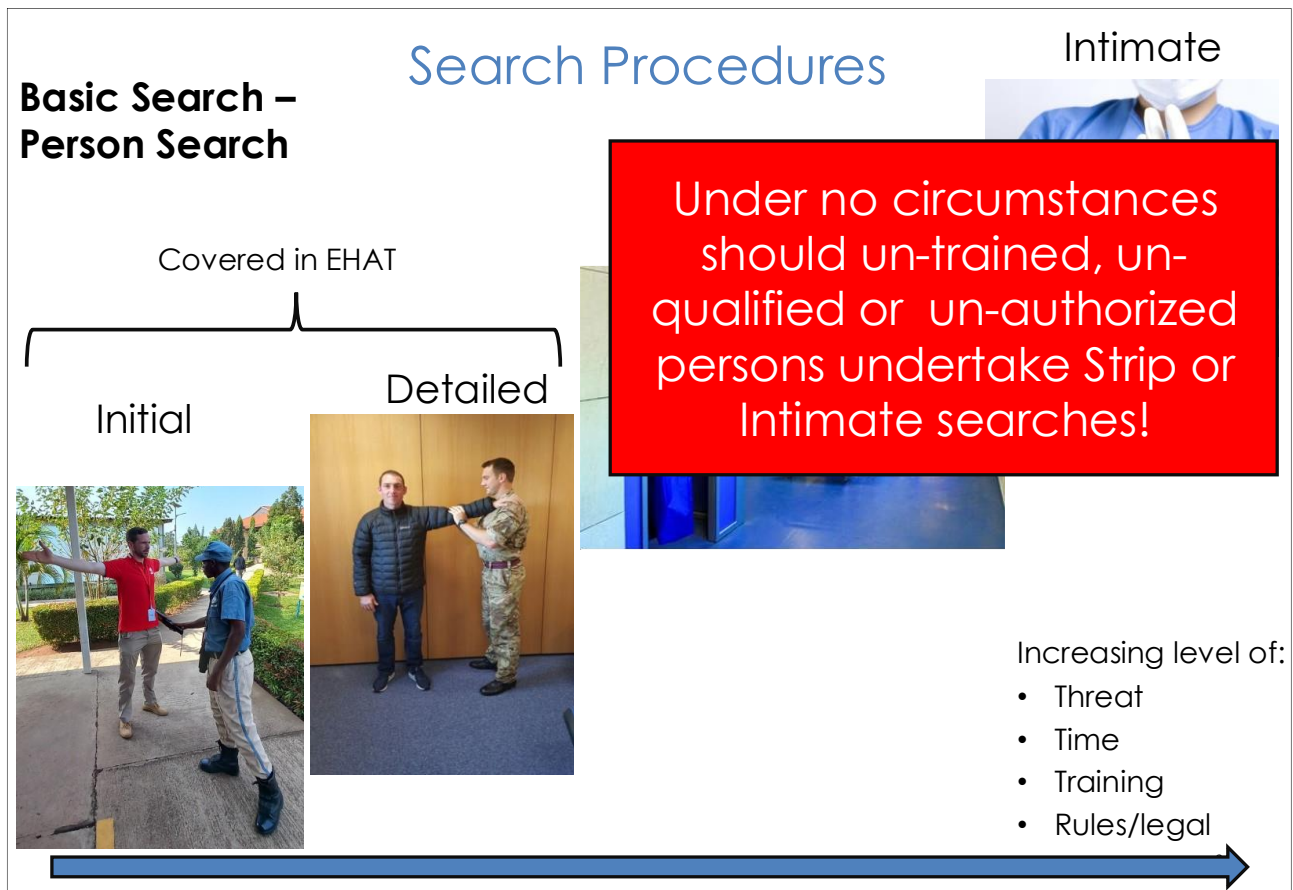 Search Procedures
Intimate
Basic Search –
Person Search
Under no circumstances
should un-trained, un-
qualified or un-authorized
persons undertake Strip or
Intimate searches!
Covered in EHAT
Detailed
Initial
Increasing level of:
• Threat
• Time
• Training
• Rules/legal